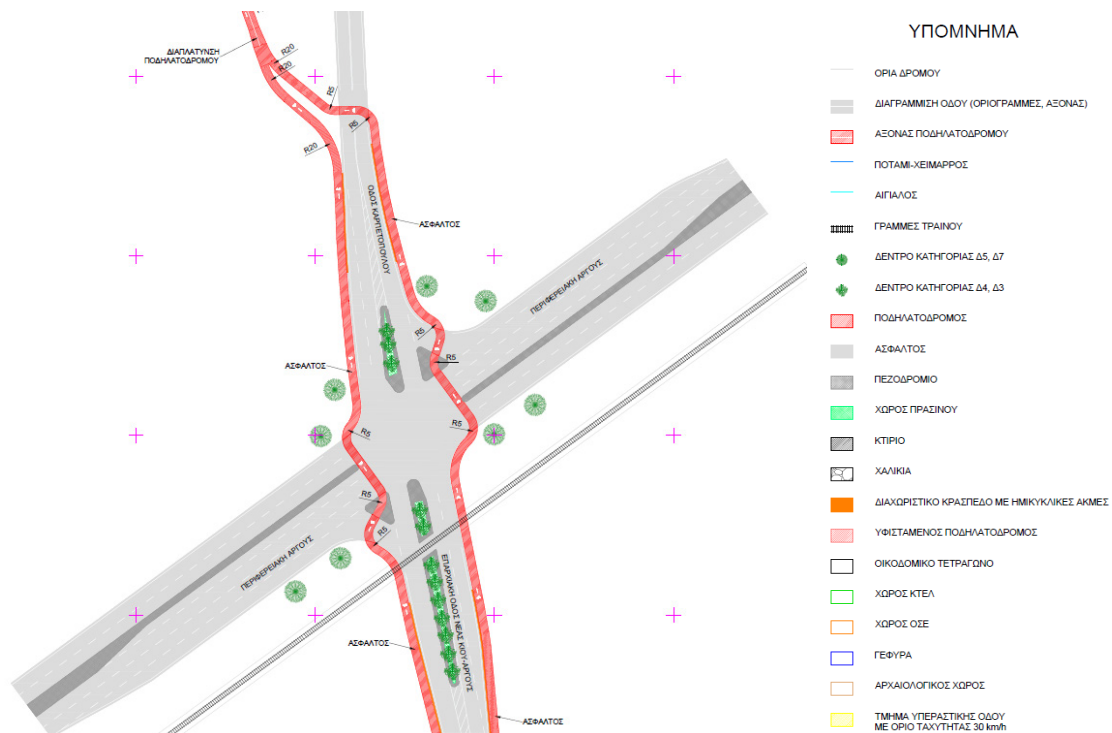 ΔΙΑΠΛΑΤΥΝΣΗ
ΠΟΔΗΛΑΤΟΔΡΟΜΟΥ
R20
R20
R5
R5
R20
ΟΔΟΣ ΚΑΡΠΕΤΟΠΟΥΛΟΥ
ΑΣΦΑΛΤΟΣ
ΠΕΡΙΦΕΡΕΙΑΚΗ ΑΡΓΟΥΣ
R5
R5
ΑΣΦΑΛΤΟΣ
R5
R5
R5
R5
ΠΕΡΙΦΕΡΕΙΑΚΗ ΑΡΓΟΥΣ
ΕΠΑΡΧΙΑΚΗ ΟΔΟΣ ΝΕΑΣ ΚΙΟΥ-ΑΡΓΟΥΣ
ΑΣΦΑΛΤΟΣ
ΑΣΦΑΛΤΟΣ
ΥΠΟΜΝΗΜΑ
ΟΡΙΑ ΔΡΟΜΟΥ
ΔΙΑΓΡΑΜΜΙΣΗ ΟΔΟΥ (ΟΡΙΟΓΡΑΜΜΕΣ, ΑΞΟΝΑΣ)
ΑΞΟΝΑΣ ΠΟΔΗΛΑΤΟΔΡΟΜΟΥ
ΠΟΤΑΜΙ-ΧΕΙΜΑΡΡΟΣ
ΑΙΓΙΑΛΟΣ
ΓΡΑΜΜΕΣ ΤΡΑΙΝΟΥ
ΔΕΝΤΡΟ ΚΑΤΗΓΟΡΙΑΣ Δ5, Δ7
ΔΕΝΤΡΟ ΚΑΤΗΓΟΡΙΑΣ Δ4, Δ3
ΠΟΔΗΛΑΤΟΔΡΟΜΟΣ
ΑΣΦΑΛΤΟΣ
ΠΕΖΟΔΡΟΜΙΟ
ΧΩΡΟΣ ΠΡΑΣΙΝΟΥ
ΚΤΙΡΙΟ
ΧΑΛΙΚΙΑ
ΔΙΑΧΩΡΙΣΤΙΚΟ ΚΡΑΣΠΕΔΟ ΜΕ ΗΜΙΚΥΚΛΙΚΕΣ ΑΚΜΕΣ
ΥΦΙΣΤΑΜΕΝΟΣ ΠΟΔΗΛΑΤΟΔΡΟΜΟΣ
ΟΙΚΟΔΟΜΙΚΟ ΤΕΤΡΑΓΩΝΟ
ΧΩΡΟΣ ΚΤΕΛ
ΧΩΡΟΣ ΟΣΕ
ΓΕΦΥΡΑ
ΑΡΧΑΙΟΛΟΓΙΚΟΣ ΧΩΡΟΣ
ΤΜΗΜΑ ΥΠΕΡΑΣΤΙΚΗΣ ΟΔΟΥ
ΜΕ ΟΡΙΟ ΤΑΧΥΤΗΤΑΣ 30 km/h